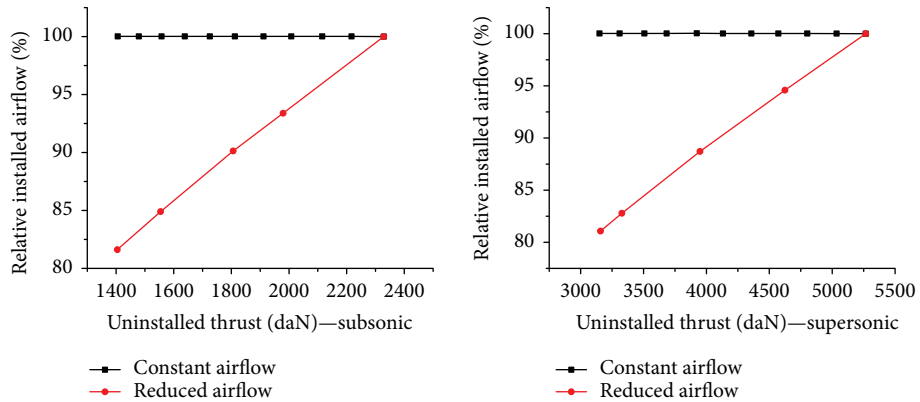 Relative installed airflow (%)
100
95
90
85
80
1400 1600 1800 2000 2200 2400
Uninstalled thrust (daN)—subsonic
Constant airflow
Reduced airflow
Relative installed airflow (%)
100
95
90
85
80
3000 3500 4000 4500 5000 5500
Uninstalled thrust (daN)—supersonic
Constant airflow
Reduced airflow